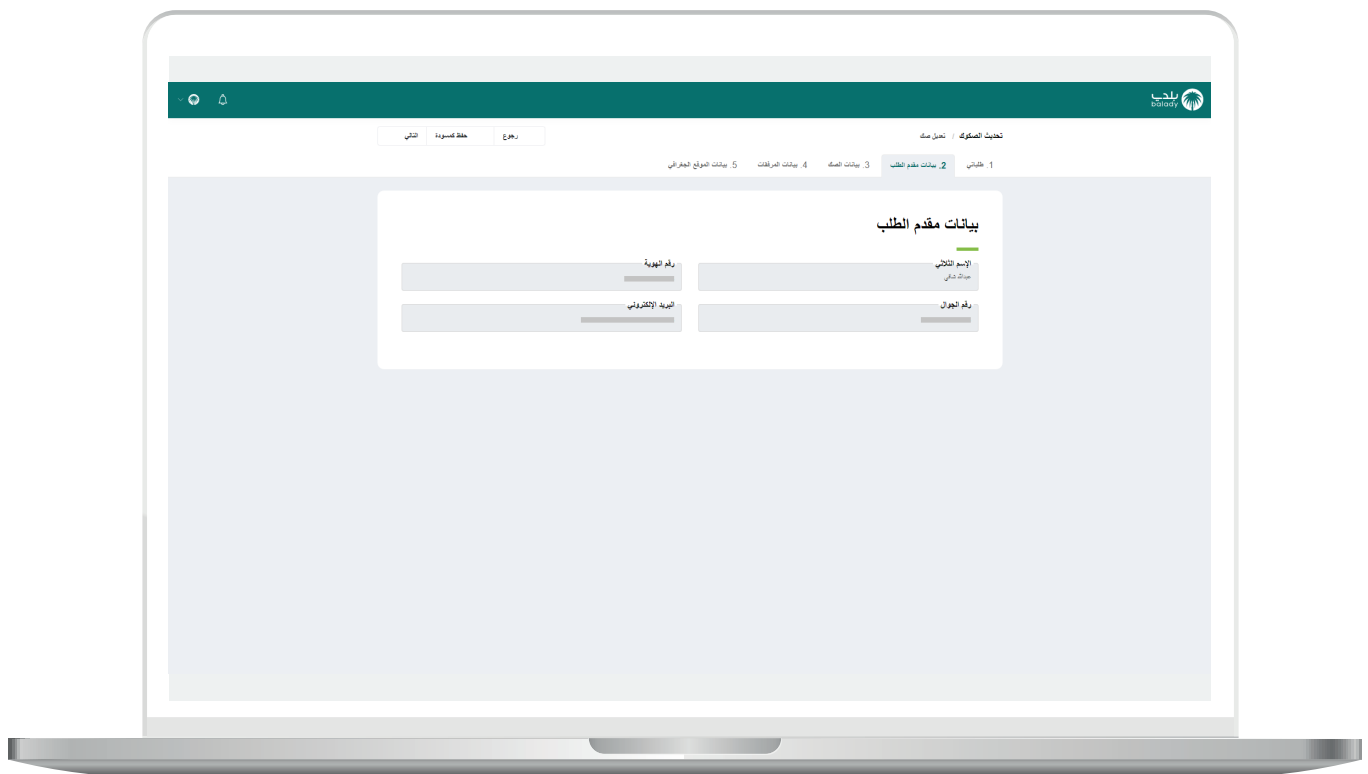 بلدي
balady
تحديث الصكوك / تعديل صك
رجوع
حفظ كمسودة
التالي
1. طلباتي
2. بيانات مقدم الطلب
3. بيانات الصك
4. بيانات المرفقات
5. بيانات الموقع الجغرافي
بيانات مقدم الطلب
الإسم الثلاثي
رقم الهوية
رقم الجوال
البريد الإلكتروني